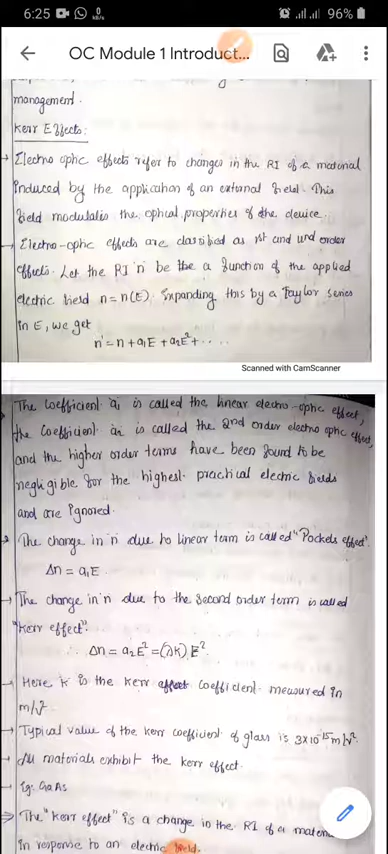 6:25
0
KB/s
96%
OC Module 1 Introduct...
management.
Kerr Effects:
→ Electro optic effects refer to changes in the RI of a material
induced by the application of an external field. This
field modulates the optical properties of the device.
→ Electro-optic effects are classified as 1st and 2nd order
effects. Let the RI 'n' be the a function of the applied
electric field n = n(E). Expanding this by a Taylor series
in E, we get
n' = n + a₁E + a₂E² + ....
Scanned with CamScanner
The coefficient a₁ is called the linear electro-optic effect,
the coefficient a₂ is called the 2nd order electro optic effect,
and the higher order terms have been found to be
negligible for the highest practical electric fields
and are ignored.
The change in 'n' due to linear term is called "Pockels effect".
Δn = a₁E.
→ The change in 'n' due to the second order term is called
"Kerr effect".
∴ Δn = a₂E² = (λK) E²
→ Here K is the Kerr effect coefficient measured in
m/v².
→ Typical value of the Kerr coefficient of glass is 3×10⁻¹⁵ m/v².
→ All materials exhibit the Kerr effect.
→ Eg: GaAs
⇒ The "Kerr effect" is a change in the RI of a
in response to an electric field.